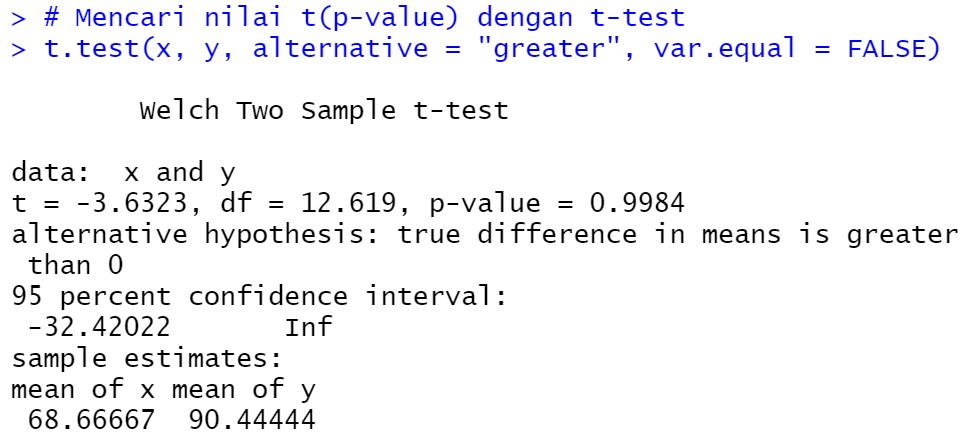 > # Mencari nilai t(p-value) dengan t-test
> t.test(x, y, alternative = "greater", var.equal = FALSE)
Welch Two Sample t-test
data:  x and y
t = -3.6323, df = 12.619, p-value = 0.9984
alternative hypothesis: true difference in means is greater
 than 0
95 percent confidence interval:
 -32.42022       Inf
sample estimates:
mean of x mean of y
 68.66667  90.44444